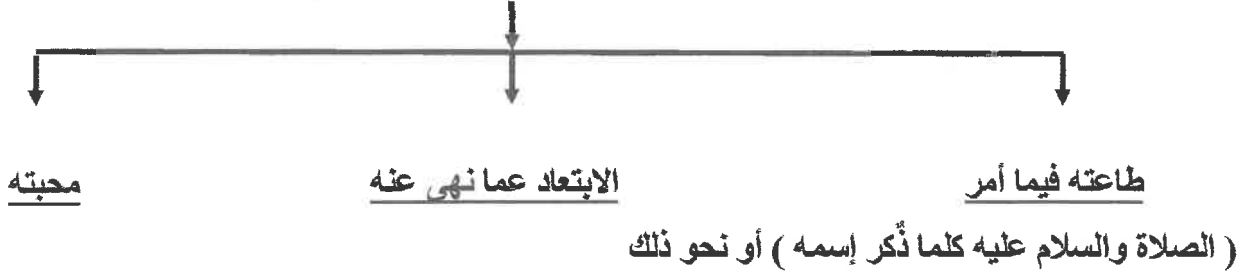 طاعته فيما أمر الابتعاد عما نهى عنه محبته
( الصلاة والسلام عليه كلما ذُكر إسمه ) أو نحو ذلك